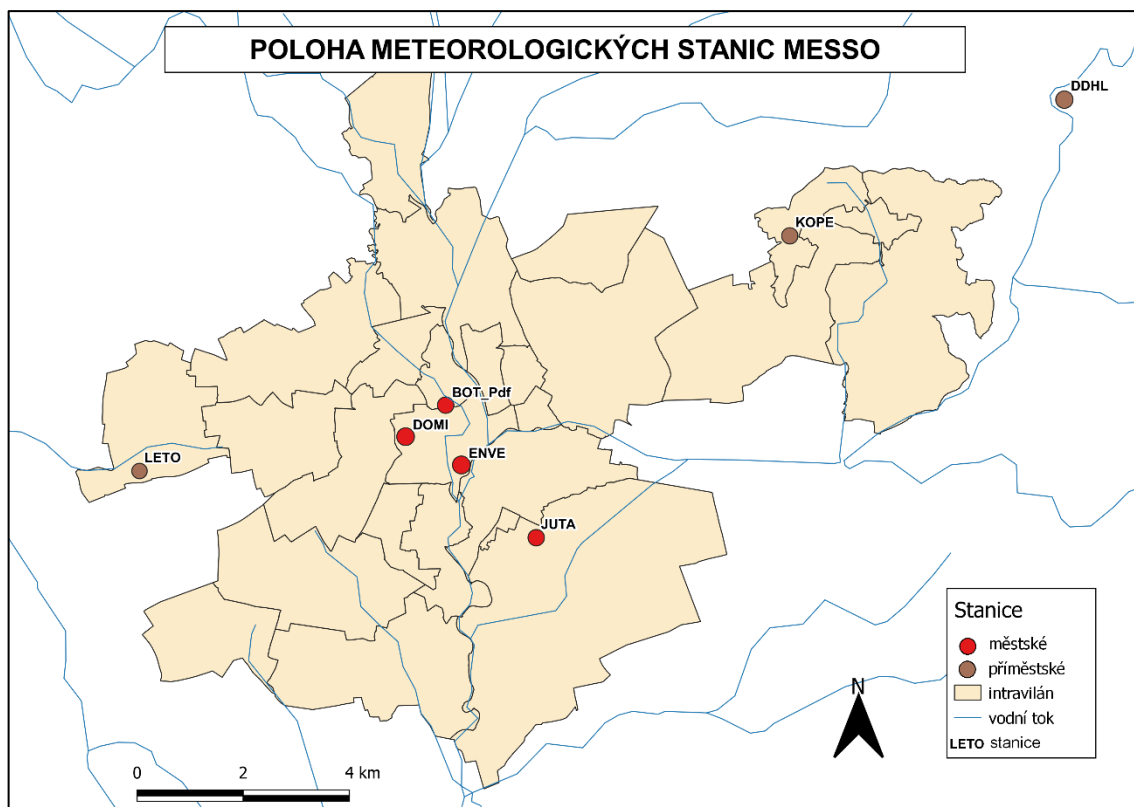 POLOHA METEOROLOGICKÝCH STANIC MESSO
DDHL
KOPE
BOT_Pdf
DOMI
LETO
ENVE
JUTA
Stanice
městské
příměstské
intravilán
vodní tok
LETO stanice
N
0 2 4 km